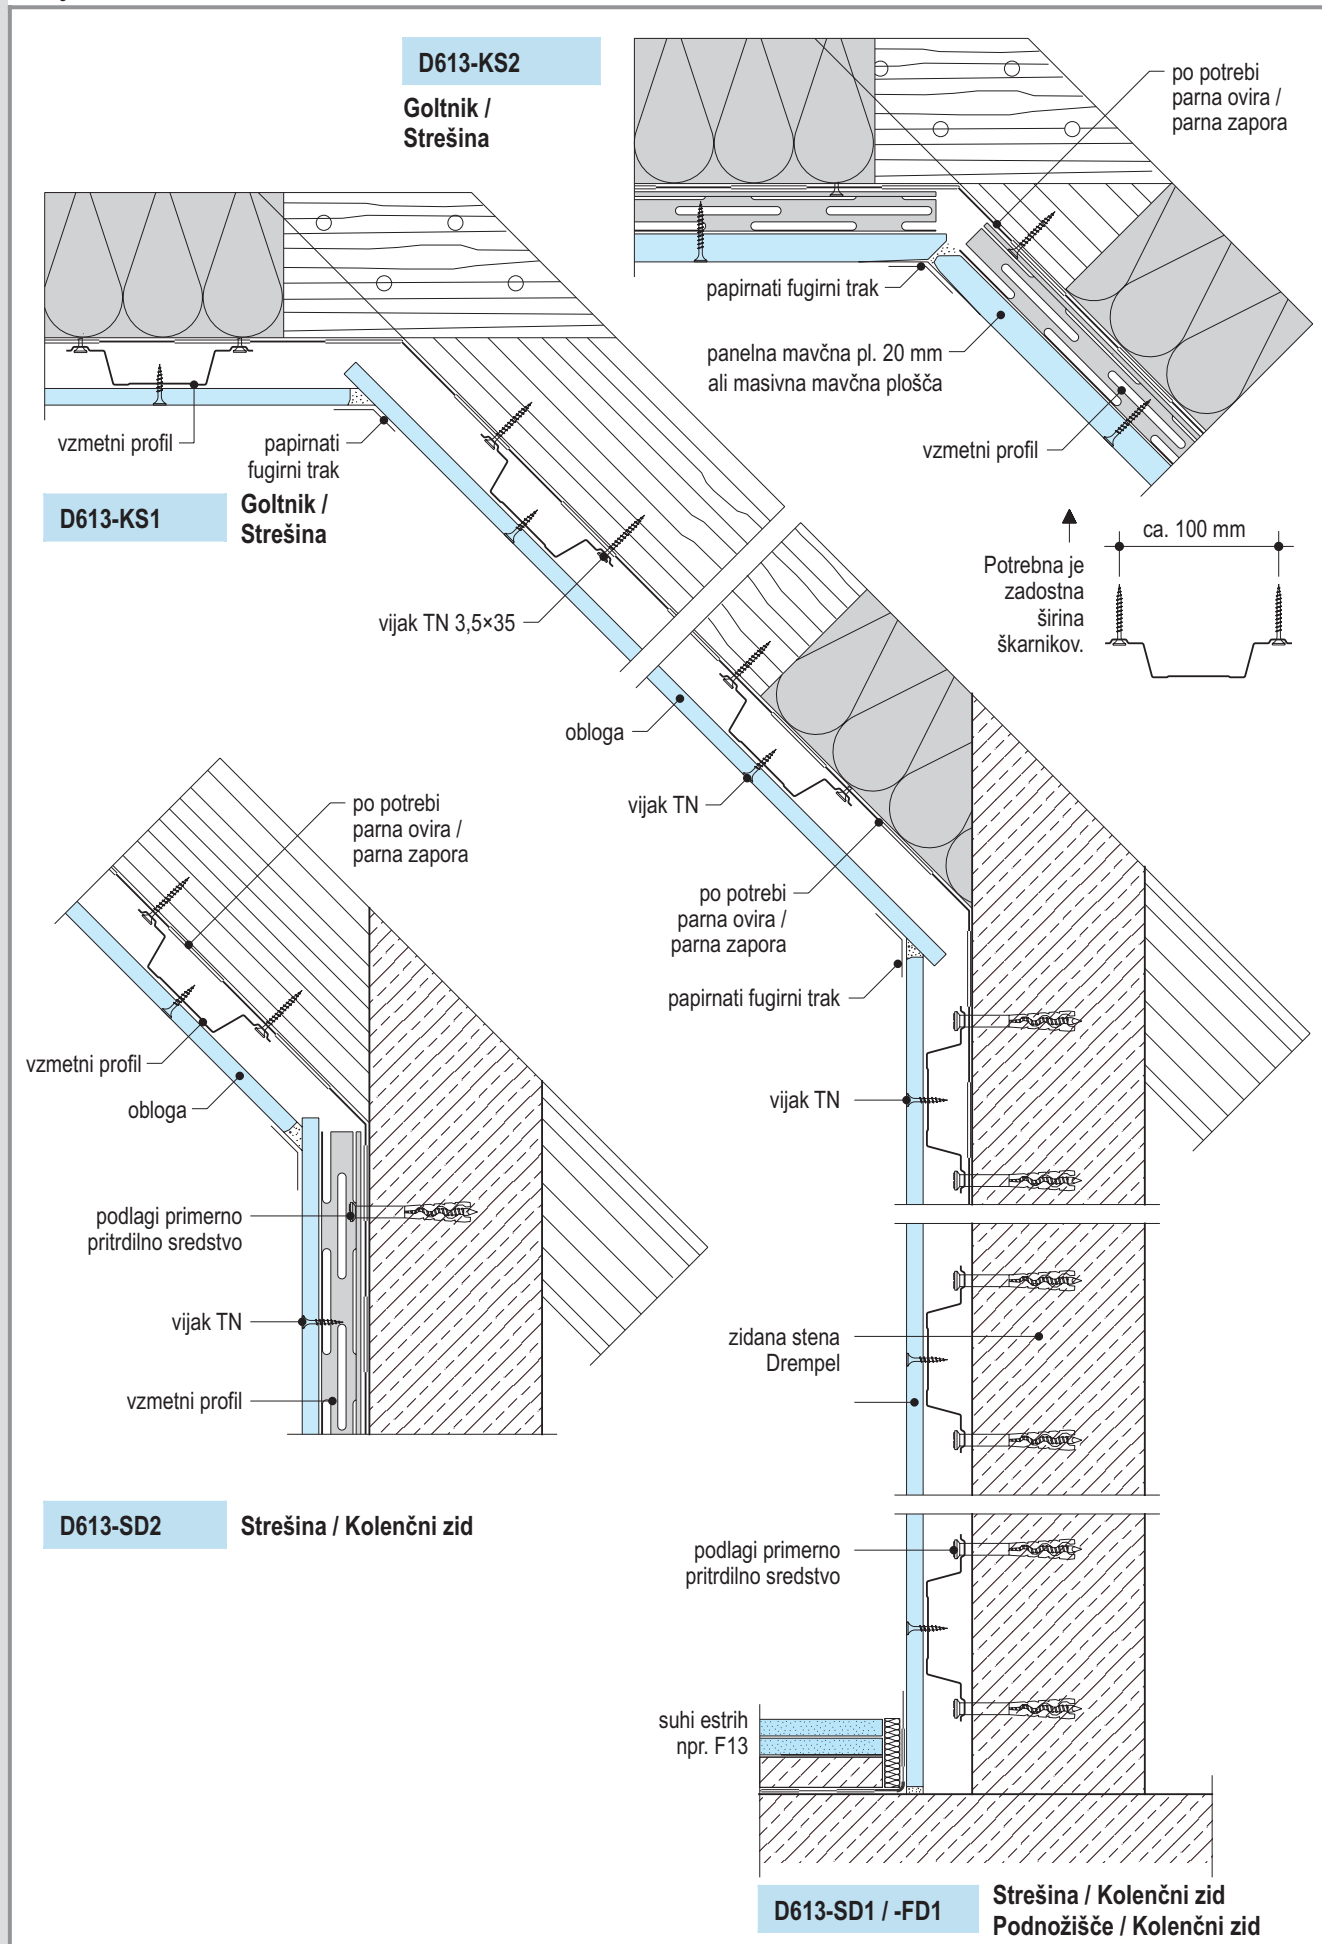 D613-KS2
Goltnik /
Strešina
po potrebi
parna ovira /
parna zapora
papirnati fugirni trak
panelna mavčna pl. 20 mm
ali masivna mavčna plošča
vzmetni profil
vzmetni profil
papirnati
fugirni trak
D613-KS1
Goltnik /
Strešina
ca. 100 mm
Potrebna je
zadostna
širina
škarnikov.
vijak TN 3,5×35
obloga
vijak TN
po potrebi
parna ovira /
parna zapora
po potrebi
parna ovira /
parna zapora
papirnati fugirni trak
vzmetni profil
obloga
vijak TN
podlagi primerno
pritrdilno sredstvo
vijak TN
zidana stena
Drempel
vzmetni profil
D613-SD2
Strešina / Kolenčni zid
podlagi primerno
pritrdilno sredstvo
suhi estrih
npr. F13
D613-SD1 / -FD1
Strešina / Kolenčni zid
Podnožišče / Kolenčni zid